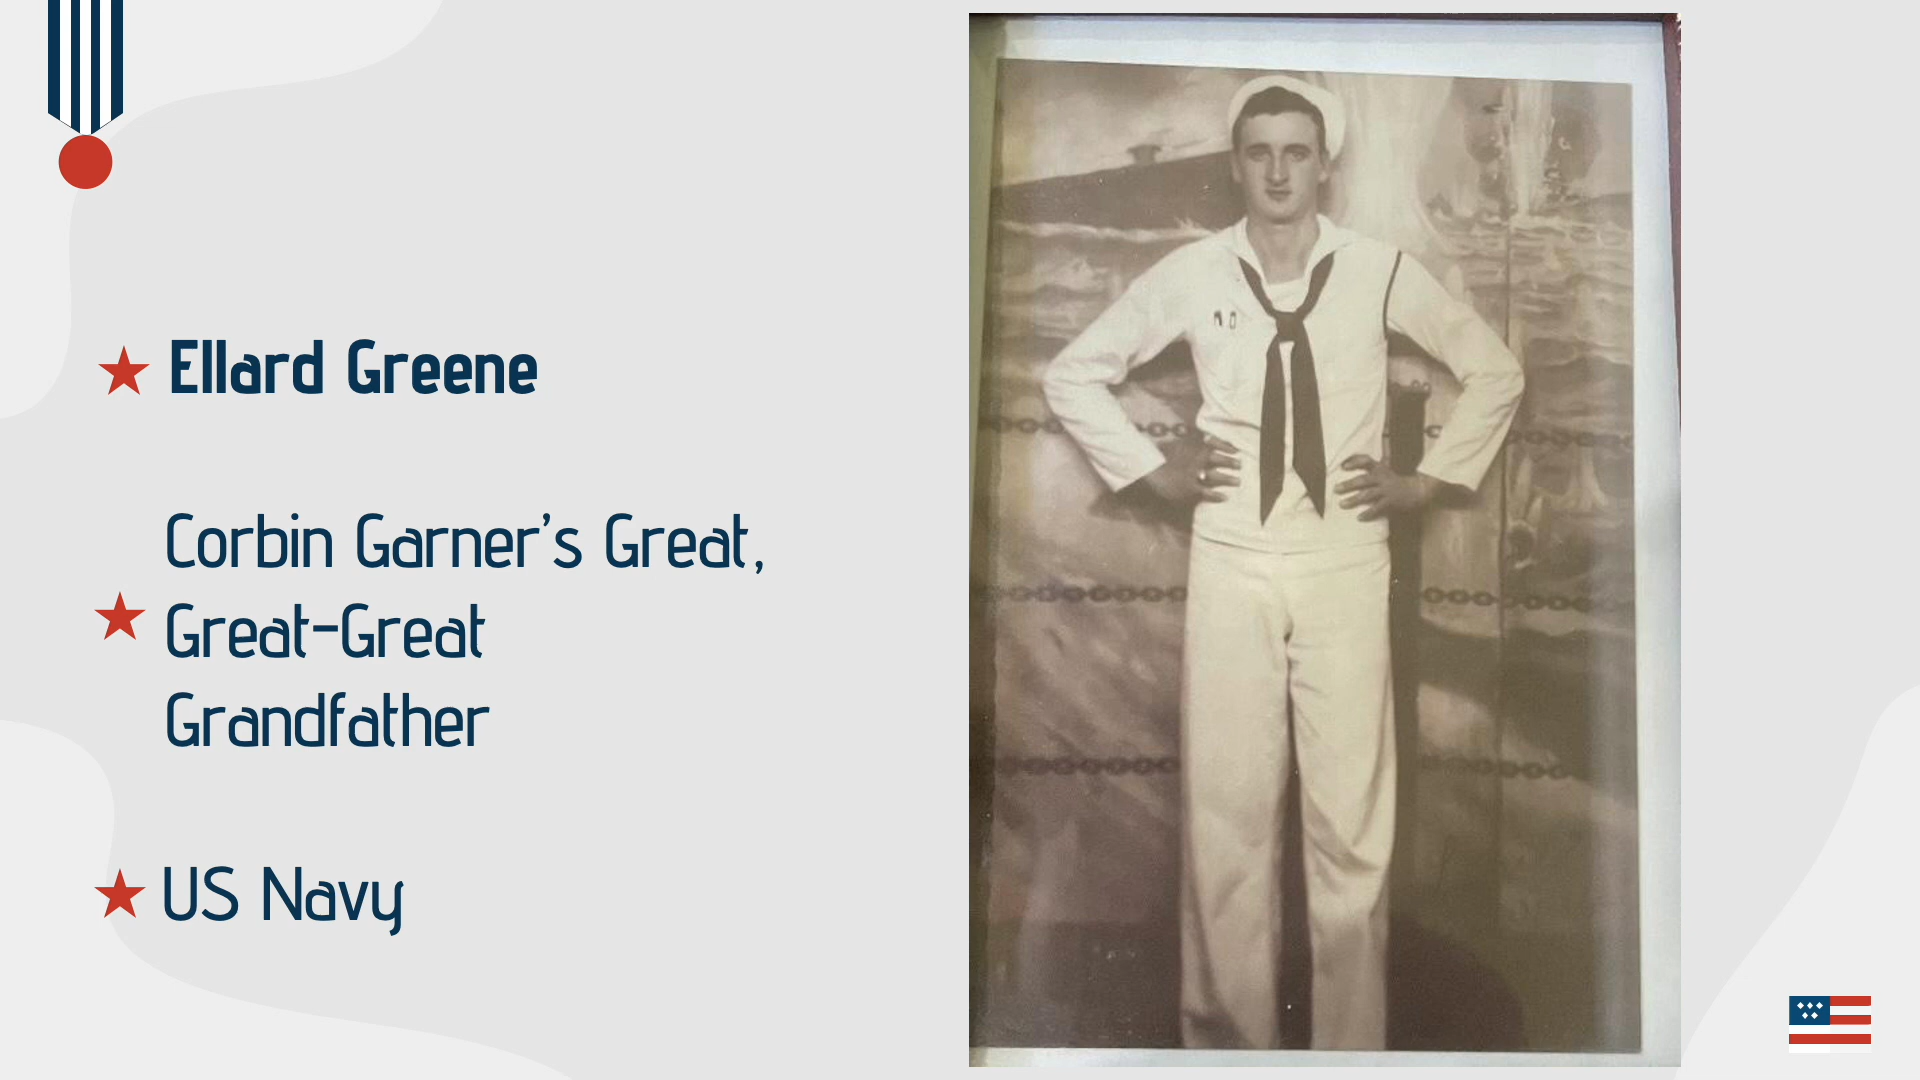 Ellard Greene
Corbin Garner’s Great,
Great-Great
Grandfather
US Navy